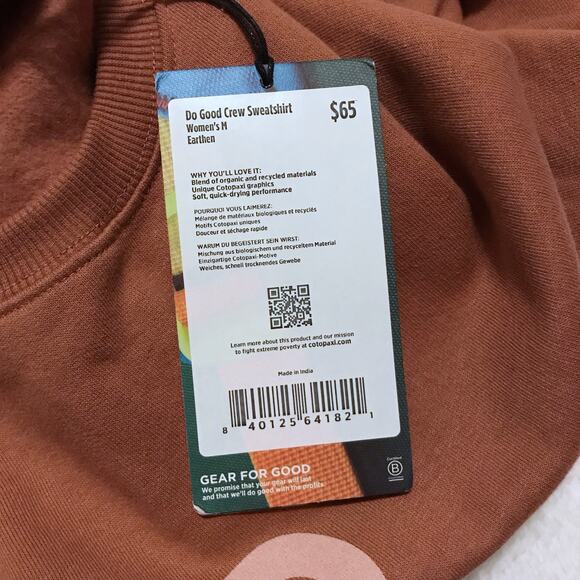 Do Good Crew Sweatshirt $65
Women's M
Earthen
WHY YOU'LL LOVE IT:
Blend of organic and recycled materials
Unique Cotopaxi graphics
Soft, quick-drying performance
POURQUOI VOUS L'AIMEREZ:
Mélange de matériaux biologiques et recyclés
Motifs Cotopaxi uniques
Douceur et séchage rapide
WARUM DU BEGEISTERT SEIN WIRST:
Mischung aus biologischem und recyceltem Material
Einzigartige Cotopaxi-Motive
Weiches, schnell trocknendes Gewebe
Learn more about this product and our mission
to fight extreme poverty at cotopaxi.com
Made in India
8 40125 64182 1
GEAR FOR GOOD
We promise that your gear will last
and that we'll do good with the profits.
Certified
B